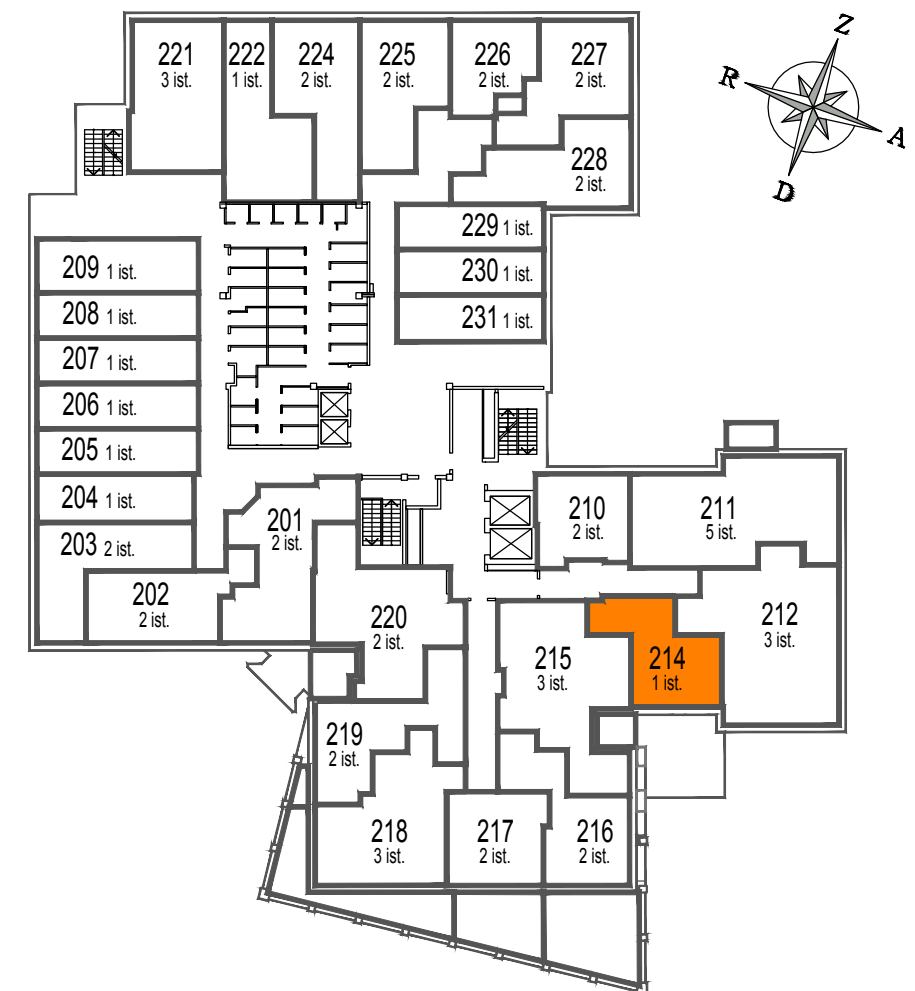 Z
R
A
D
221
3 ist.
222
1 ist.
224
2 ist.
225
2 ist.
226
2 ist.
227
2 ist.
228
2 ist.
229 1 ist.
230 1 ist.
231 1 ist.
209 1 ist.
208 1 ist.
207 1 ist.
206 1 ist.
205 1 ist.
204 1 ist.
203 2 ist.
202
2 ist.
201
2 ist.
210
2 ist.
211
5 ist.
212
3 ist.
214
1 ist.
215
3 ist.
220
2 ist.
219
2 ist.
218
3 ist.
217
2 ist.
216
2 ist.